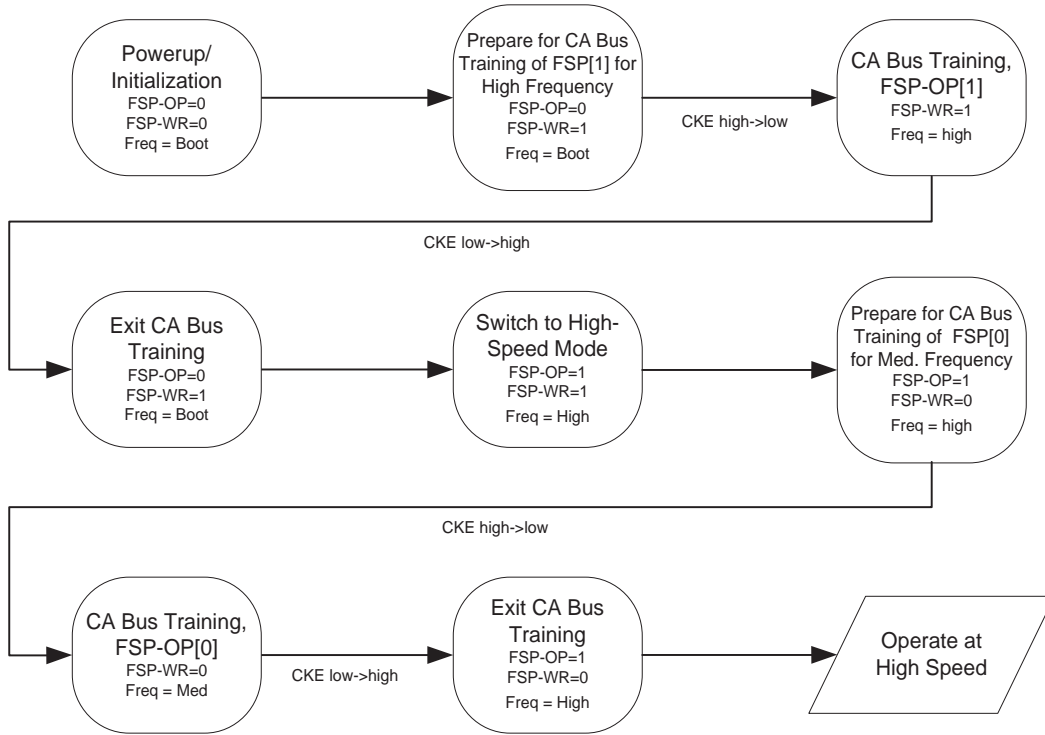 Powerup/
Initialization
FSP-OP=0
FSP-WR=0
Freq = Boot
Prepare for CA Bus
Training of FSP[1] for
High Frequency
FSP-OP=0
FSP-WR=1
Freq = Boot
CKE high->low
CA Bus Training,
FSP-OP[1]
FSP-WR=1
Freq = high
CKE low->high
Exit CA Bus
Training
FSP-OP=0
FSP-WR=1
Freq = Boot
Switch to High-
Speed Mode
FSP-OP=1
FSP-WR=1
Freq = High
Prepare for CA Bus
Training of FSP[0]
for Med. Frequency
FSP-OP=1
FSP-WR=0
Freq = high
CKE high->low
CA Bus Training,
FSP-OP[0]
FSP-WR=0
Freq = Med
CKE low->high
Exit CA Bus
Training
FSP-OP=1
FSP-WR=0
Freq = High
Operate at
High Speed